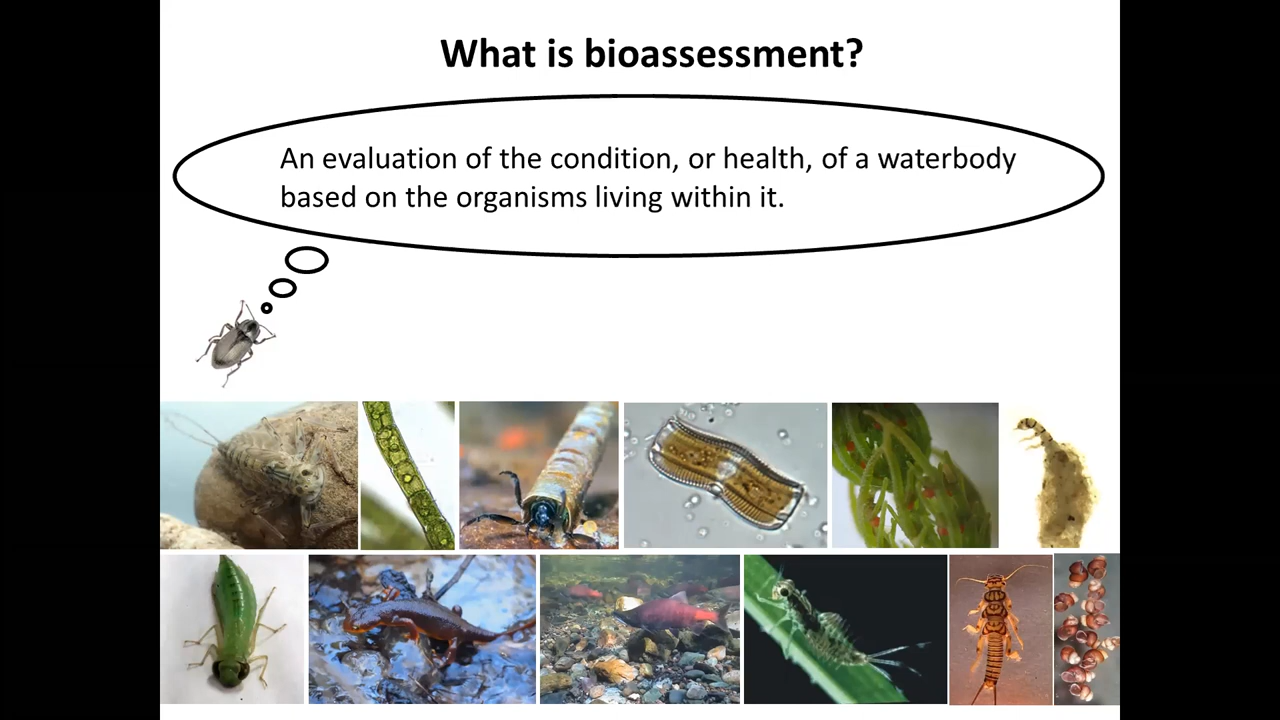 What is bioassessment?
An evaluation of the condition, or health, of a waterbody
based on the organisms living within it.